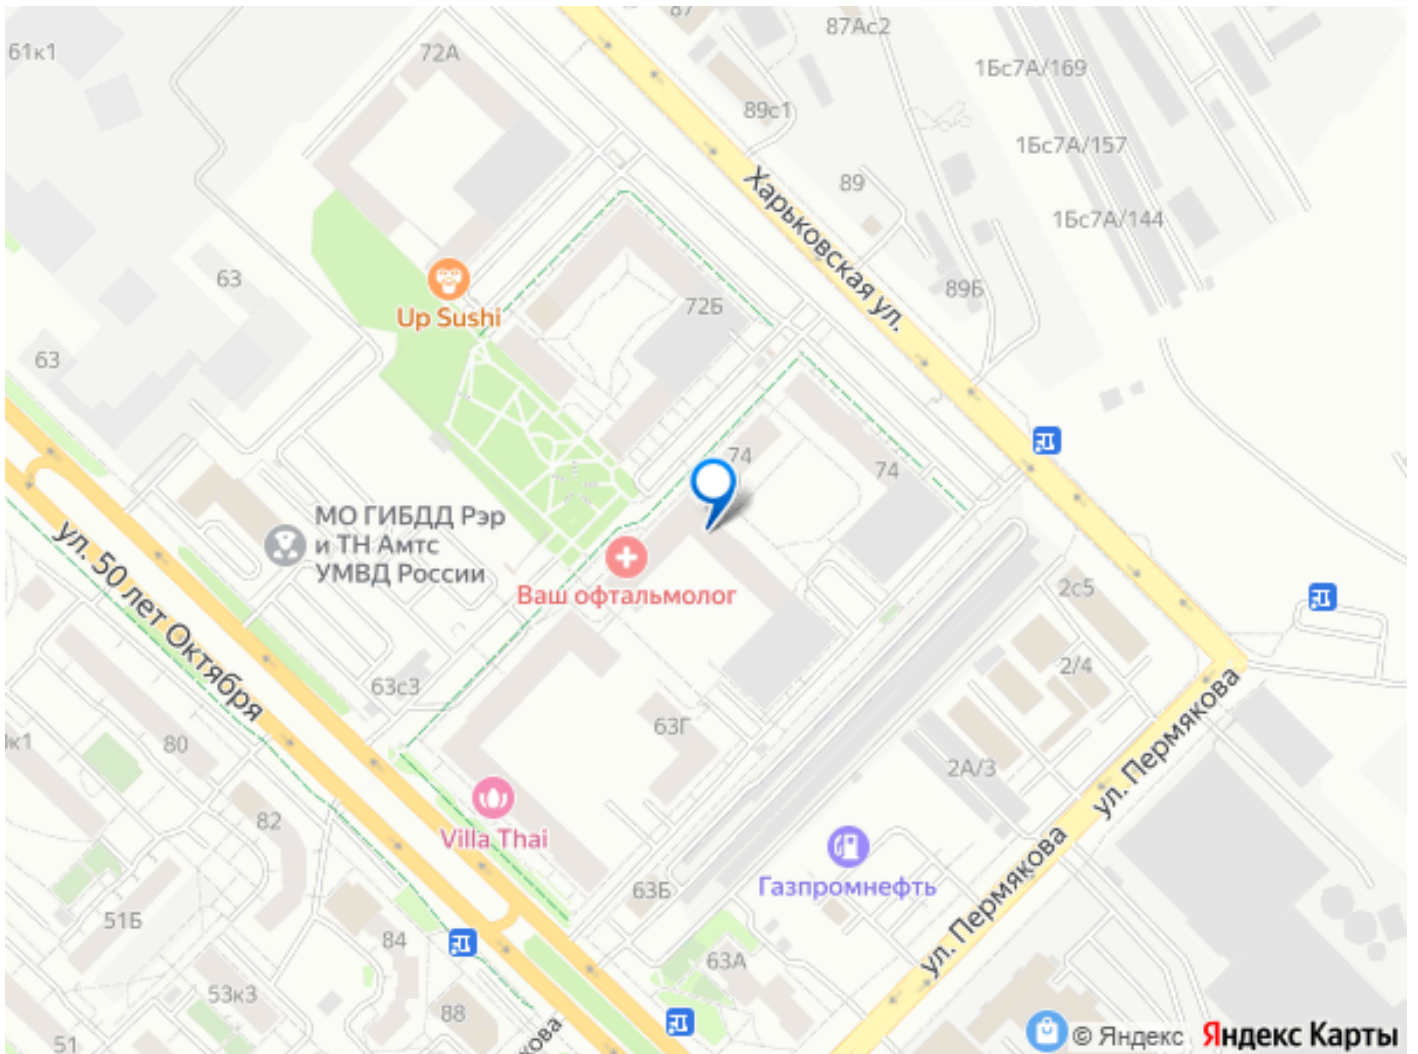 87
87Ас2
61к1
72А
1Бс7А/169
89с1
1Бс7А/157
89
Харьковская ул.
1Бс7А/144
63
89Б
72Б
Up Sushi
63
74
74
МО ГИБДД Рэр
и ТН Амтс
УМВД России
ул. 50 лет Октября
Ваш офтальмолог
2с5
2/4
63с3
63Г
к1
80
2А/3
ул. Пермякова
82
Villa Thai
Газпромнефть
63Б
51Б
84
ул. Пермякова
63А
53к3
88
51
кова
© Яндекс
Яндекс Карты